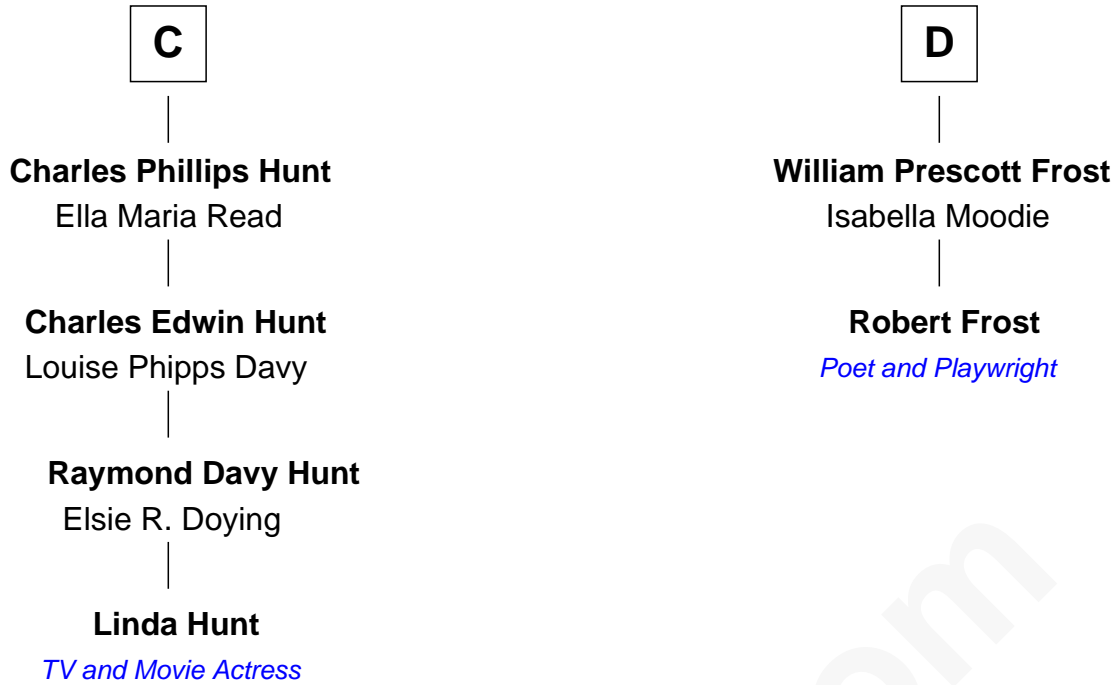 C
Charles Phillips Hunt
Ella Maria Read
Charles Edwin Hunt
Louise Phipps Davy
Raymond Davy Hunt
Elsie R. Doying
Linda Hunt
TV and Movie Actress
D
William Prescott Frost
Isabella Moodie
Robert Frost
Poet and Playwright
om